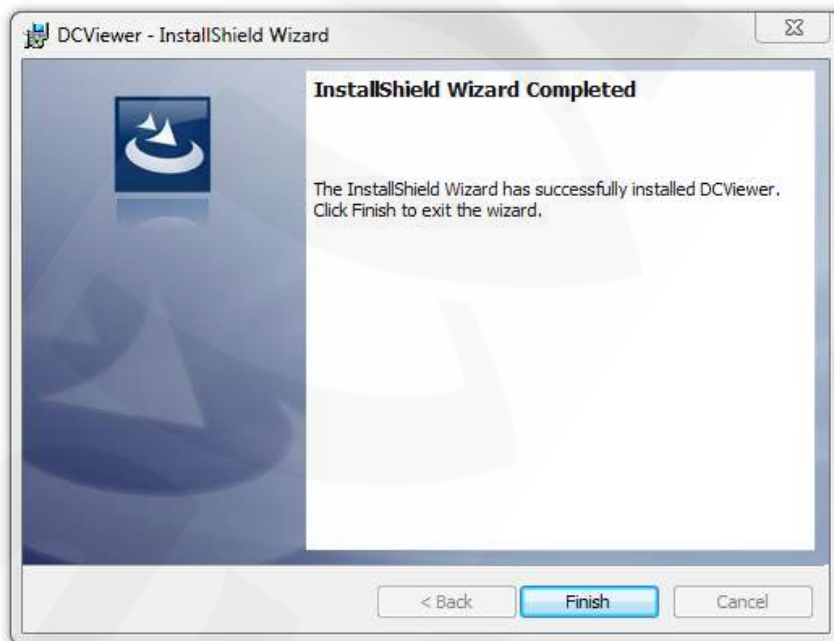 DCViewer - InstallShield Wizard
InstallShield Wizard Completed
The InstallShield Wizard has successfully installed DCViewer.
Click Finish to exit the wizard.
< Back
Finish
Cancel